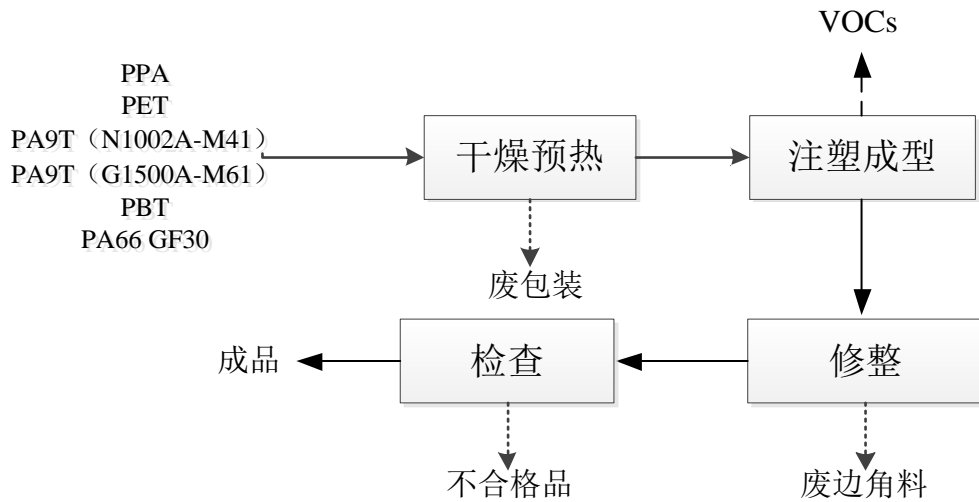 VOCs
PPA
PET
PA9T（N1002A-M41）
PA9T（G1500A-M61）
PBT
PA66 GF30
干燥预热
注塑成型
废包装
成品
检查
修整
不合格品
废边角料